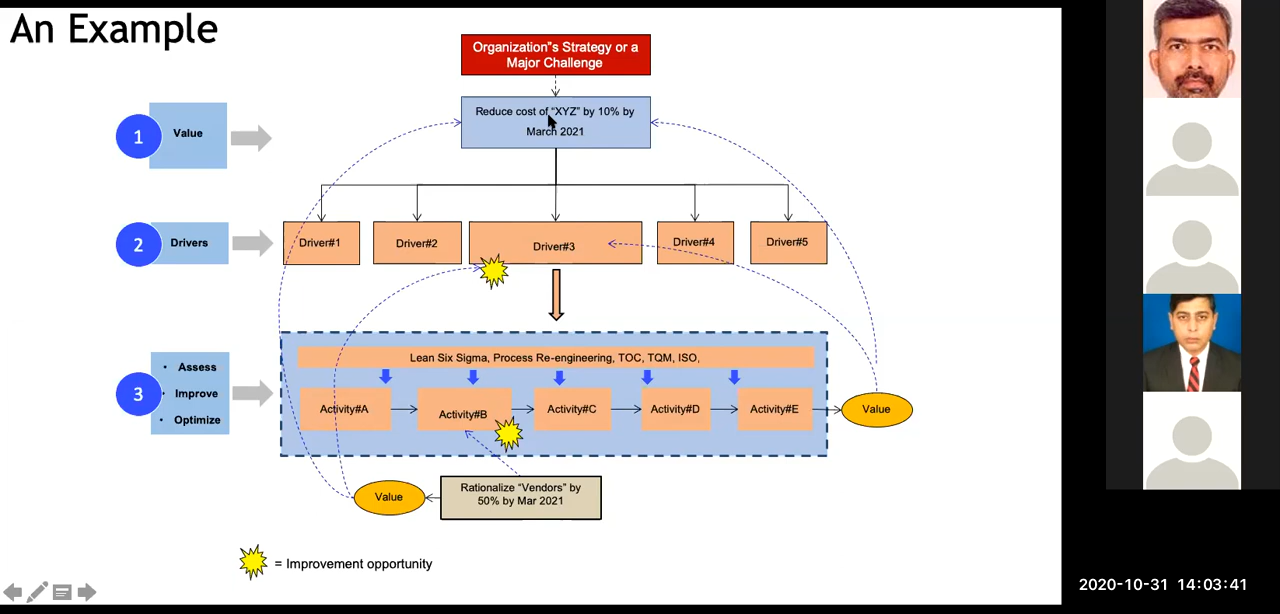 An Example
Organization"s Strategy or a
Major Challenge
Reduce cost of "XYZ" by 10% by
March 2021
1
Value
2
Drivers
Driver#1
Driver#2
Driver#3
Driver#4
Driver#5
3
• Assess
• Improve
• Optimize
Lean Six Sigma, Process Re-engineering, TOC, TQM, ISO,
Activity#A
Activity#B
Activity#C
Activity#D
Activity#E
Value
Value
Rationalize "Vendors" by
50% by Mar 2021
= Improvement opportunity
2020-10-31 14:03:41